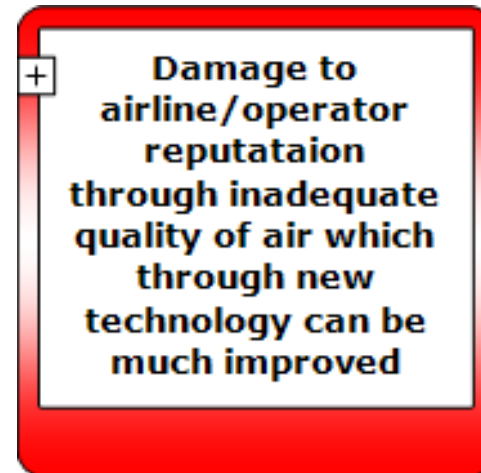 +
Damage to
airline/operator
reputataion
through inadequate
quality of air which
through new
technology can be
much improved